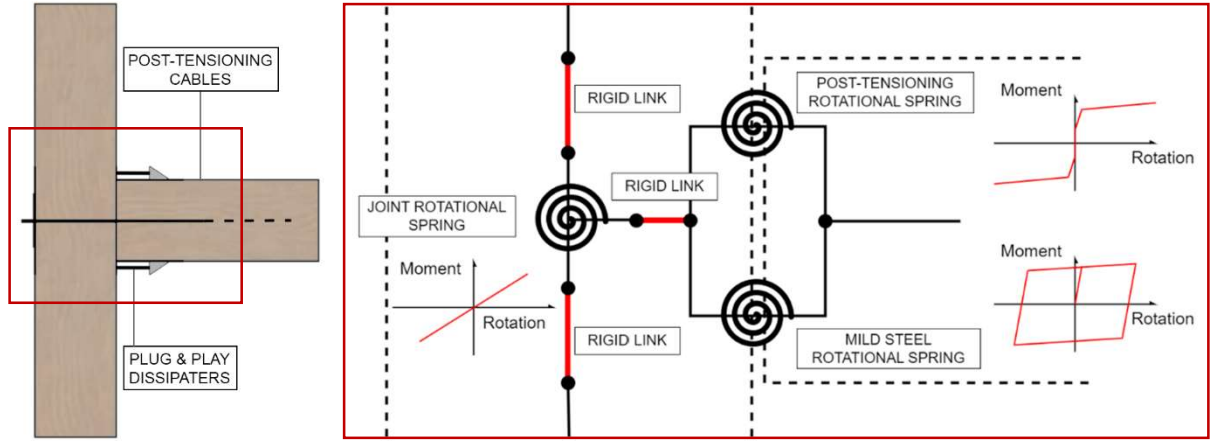 POST-TENSIONING
CABLES
PLUG & PLAY
DISSIPATERS
RIGID LINK
POST-TENSIONING
ROTATIONAL SPRING
Moment
Rotation
RIGID LINK
JOINT ROTATIONAL
SPRING
Moment
Rotation
RIGID LINK
MILD STEEL
ROTATIONAL SPRING
Moment
Rotation